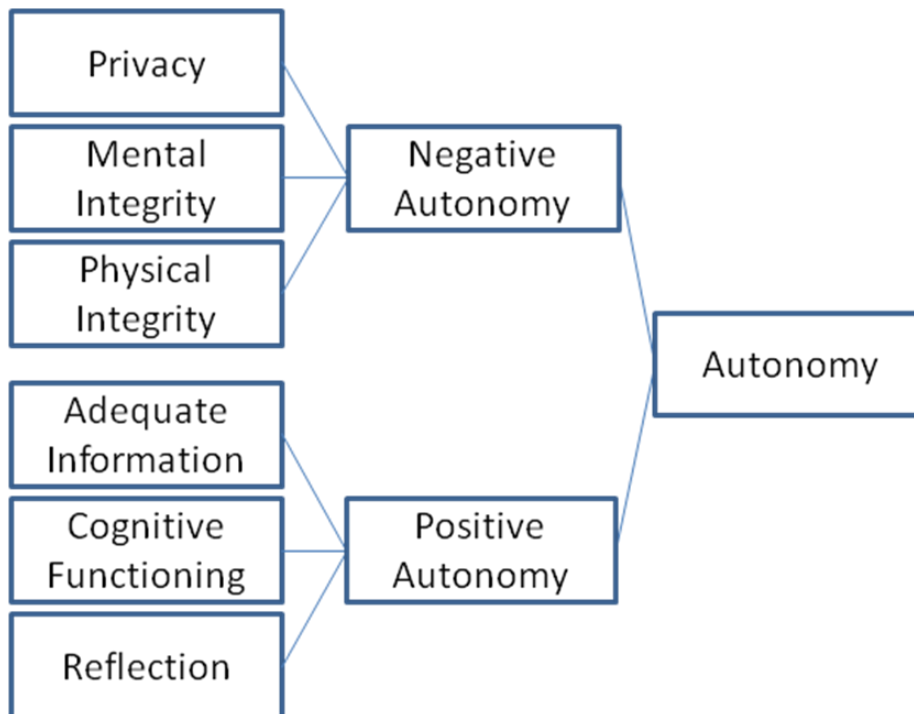 Privacy
Mental
Integrity
Physical
Integrity
Negative
Autonomy
Adequate
Information
Cognitive
Functioning
Reflection
Positive
Autonomy
Autonomy